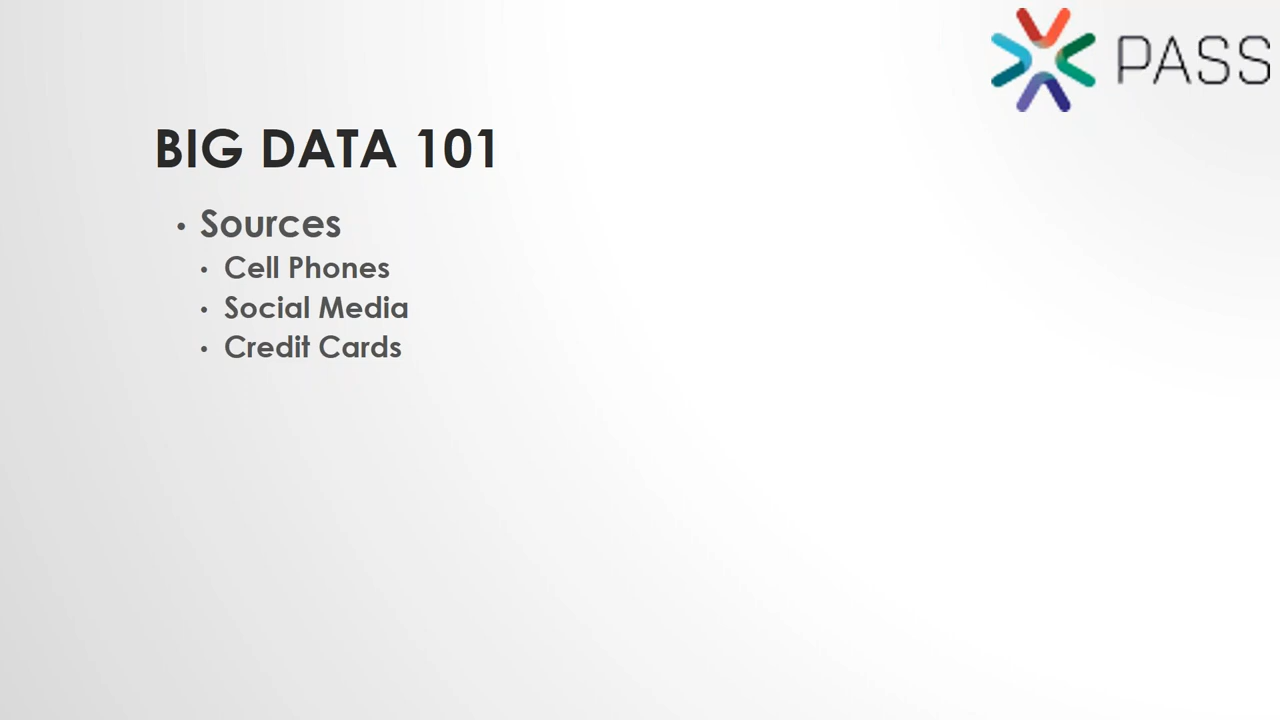 PASS
BIG DATA 101
• Sources
• Cell Phones
• Social Media
• Credit Cards